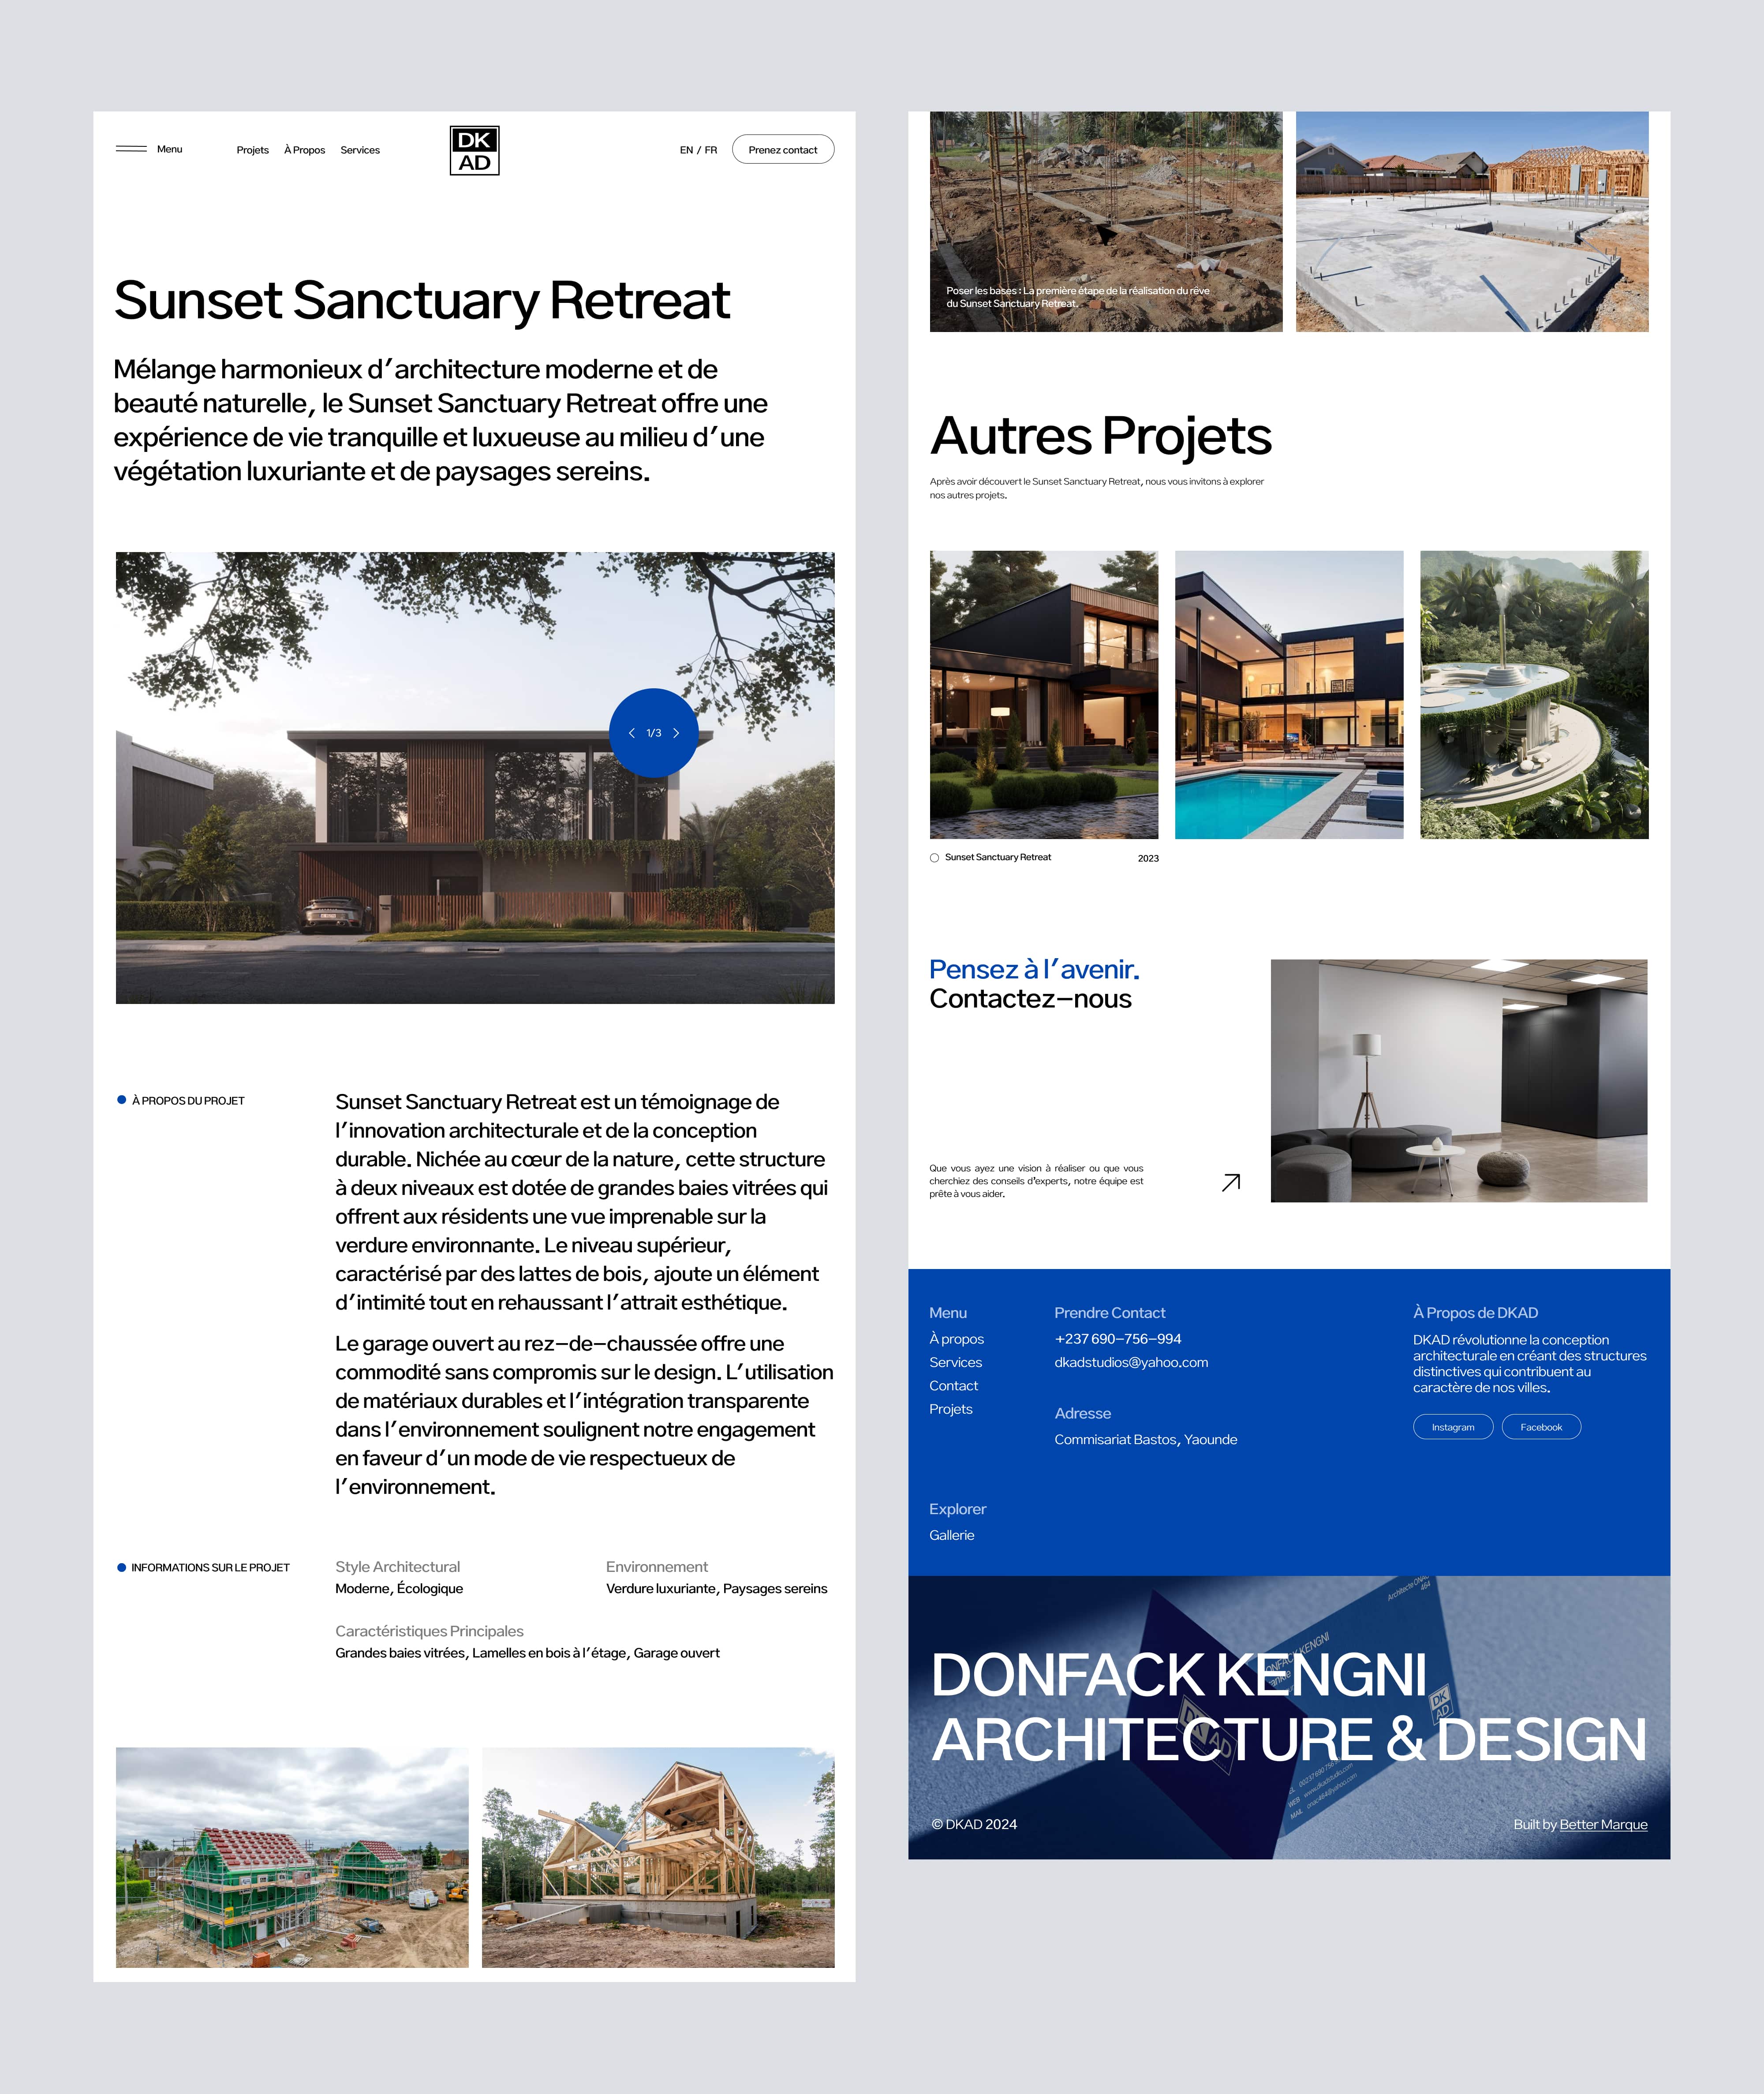 Menu
Projets
À Propos
Services
DK
AD
EN / FR
Prenez contact
Sunset Sanctuary Retreat
Mélange harmonieux d'architecture moderne et de
beauté naturelle, le Sunset Sanctuary Retreat offre une
expérience de vie tranquille et luxueuse au milieu d'une
végétation luxuriante et de paysages sereins.
1/3
À PROPOS DU PROJET
Sunset Sanctuary Retreat est un témoignage de
l'innovation architecturale et de la conception
durable. Nichée au cœur de la nature, cette structure
à deux niveaux est dotée de grandes baies vitrées qui
offrent aux résidents une vue imprenable sur la
verdure environnante. Le niveau supérieur,
caractérisé par des lattes de bois, ajoute un élément
d'intimité tout en rehaussant l'attrait esthétique.
Le garage ouvert au rez-de-chaussée offre une
commodité sans compromis sur le design. L'utilisation
de matériaux durables et l'intégration transparente
dans l'environnement soulignent notre engagement
en faveur d'un mode de vie respectueux de
l'environnement.
INFORMATIONS SUR LE PROJET
Style Architectural
Moderne, Écologique
Environnement
Verdure luxuriante, Paysages sereins
Caractéristiques Principales
Grandes baies vitrées, Lamelles en bois à l'étage, Garage ouvert
Poser les bases : La première étape de la réalisation du rêve
du Sunset Sanctuary Retreat.
Autres Projets
Après avoir découvert le Sunset Sanctuary Retreat, nous vous invitons à explorer
nos autres projets.
Sunset Sanctuary Retreat
2023
Pensez à l'avenir.
Contactez-nous
Que vous ayez une vision à réaliser ou que vous
cherchiez des conseils d'experts, notre équipe est
prête à vous aider.
Menu
À propos
Services
Contact
Projets
Prendre Contact
+237 690-756-994
dkadstudios@yahoo.com
Adresse
Commisariat Bastos, Yaounde
À Propos de DKAD
DKAD révolutionne la conception
architecturale en créant des structures
distinctives qui contribuent au
caractère de nos villes.
Instagram
Facebook
Explorer
Gallerie
DONFACK KENGNI
ARCHITECTURE & DESIGN
DK
AD
© DKAD 2024
Built by Better Marque